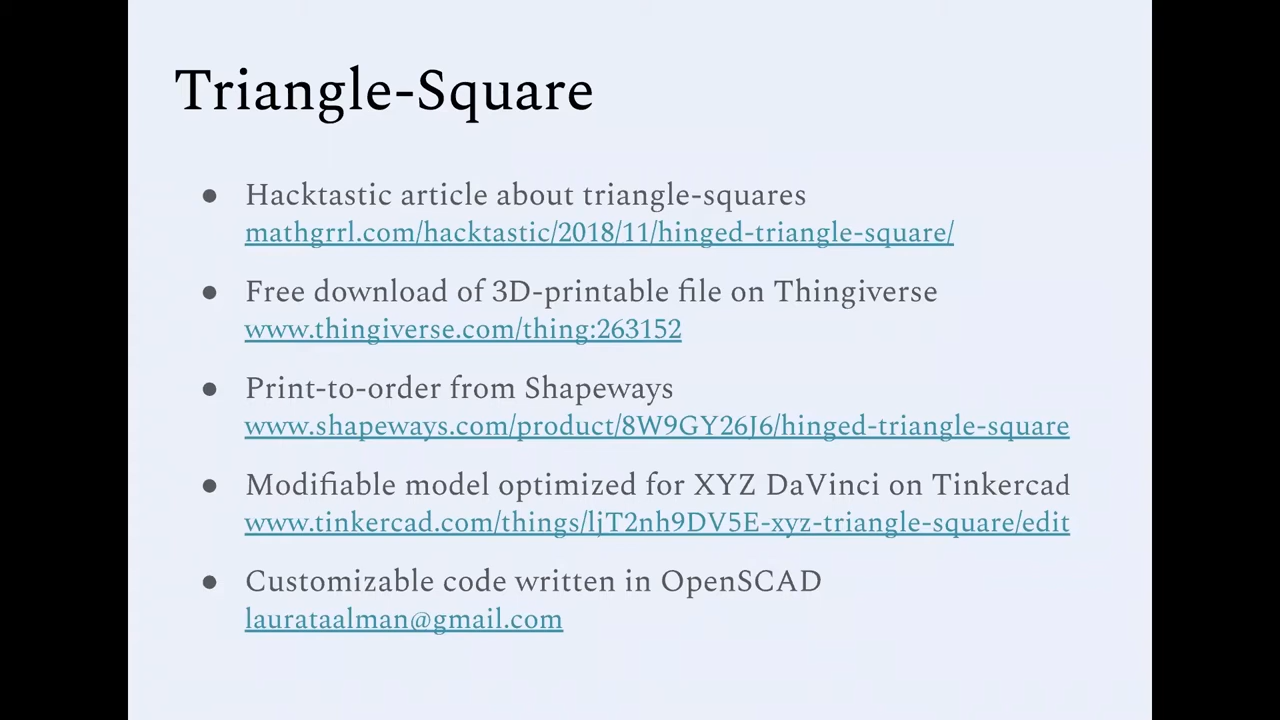 Triangle-Square
● Hacktastic article about triangle-squares
mathgrrl.com/hacktastic/2018/11/hinged-triangle-square/
● Free download of 3D-printable file on Thingiverse
www.thingiverse.com/thing:263152
● Print-to-order from Shapeways
www.shapeways.com/product/8W9GY26J6/hinged-triangle-square
● Modifiable model optimized for XYZ DaVinci on Tinkercad
www.tinkercad.com/things/ljT2nh9DV5E-xyz-triangle-square/edit
● Customizable code written in OpenSCAD
laurataalman@gmail.com